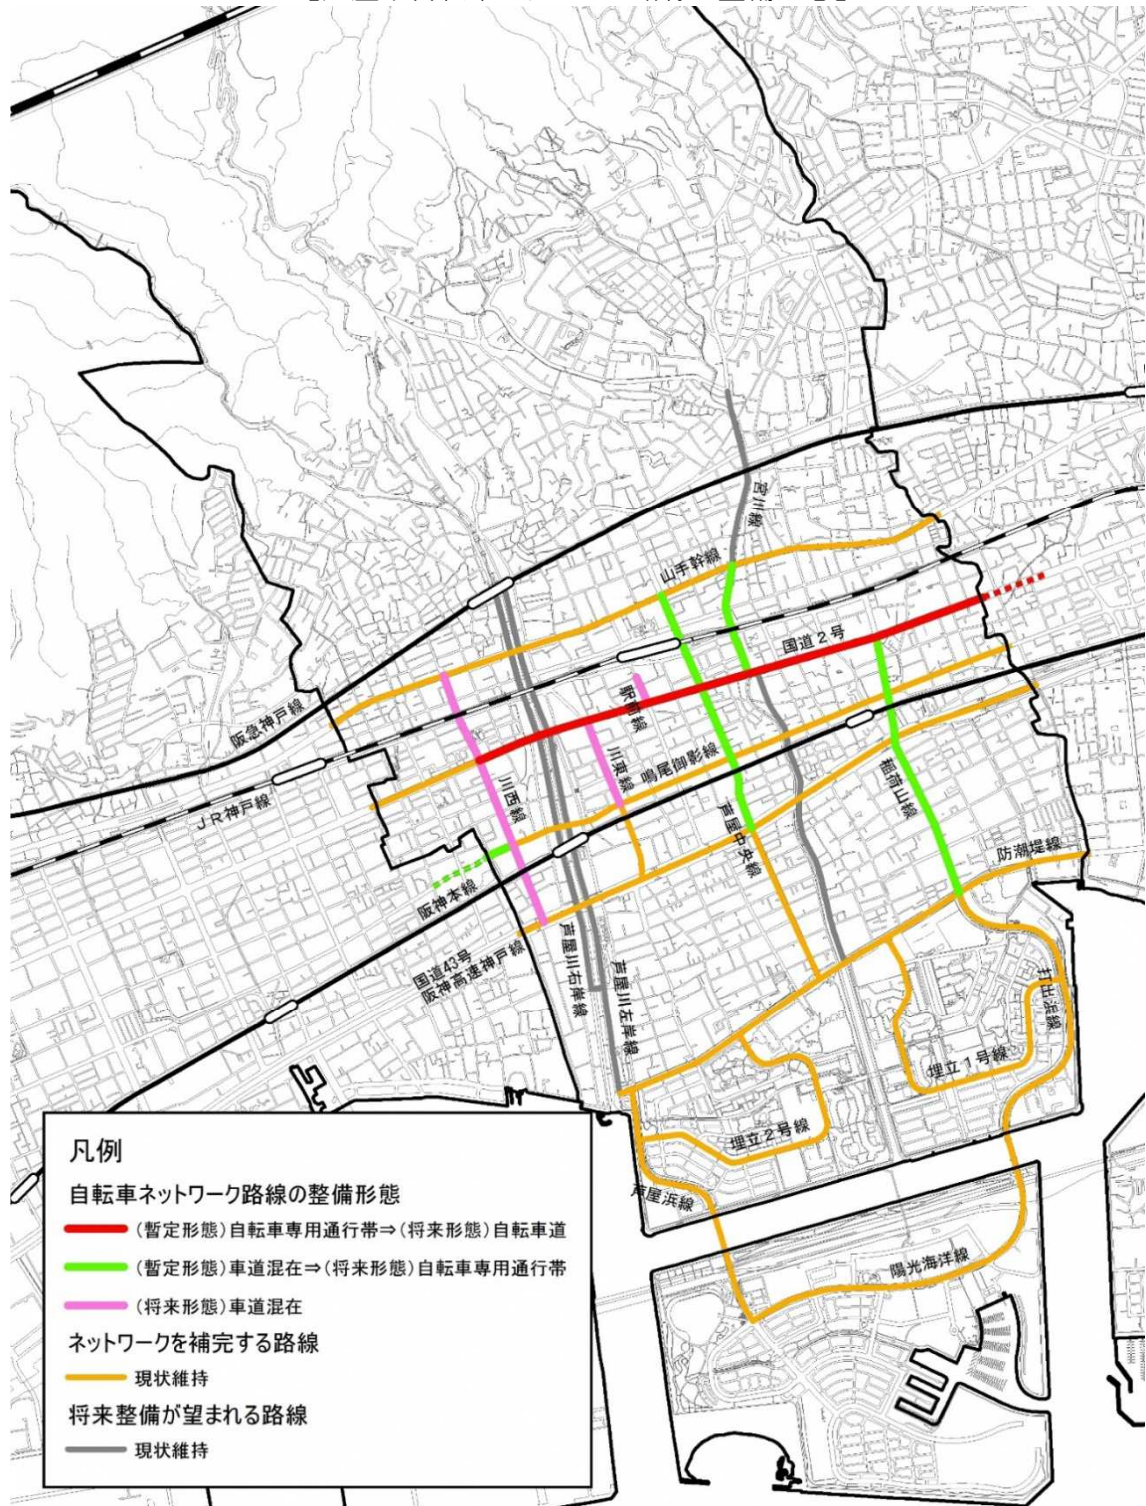 宮川線
山手幹線
国道2号
阪急神戸線
駅前線
JR神戸線
川西線
川東線
鳴尾御影線
稲荷山線
芦屋中央線
防潮堤線
阪神本線
国道43号
阪神高速神戸線
芦屋川右岸線
芦屋川左岸線
打出浜線
埋立1号線
埋立2号線
芦屋浜線
陽光海洋線
凡例
自転車ネットワーク路線の整備形態
(暫定形態)自転車専用通行帯⇒(将来形態)自転車道
(暫定形態)車道混在⇒(将来形態)自転車専用通行帯
(将来形態)車道混在
ネットワークを補完する路線
現状維持
将来整備が望まれる路線
現状維持